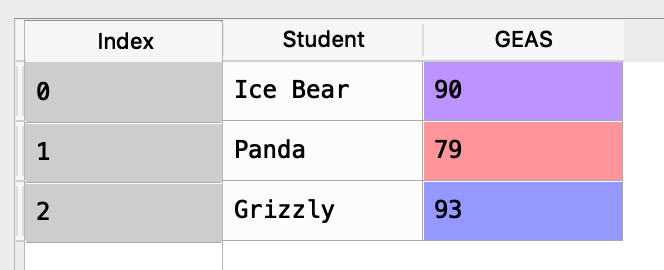 Index Student GEAS
0 Ice Bear 90
1 Panda 79
2 Grizzly 93